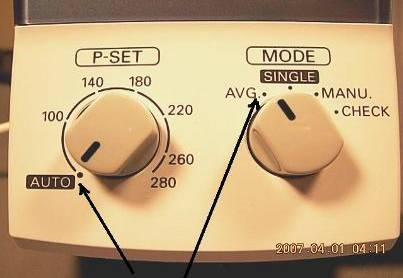 P-SET
MODE
140 180
SINGLE
AVG. MANU.
100 220
CHECK
260
AUTO 280
2007-04-01 04:11